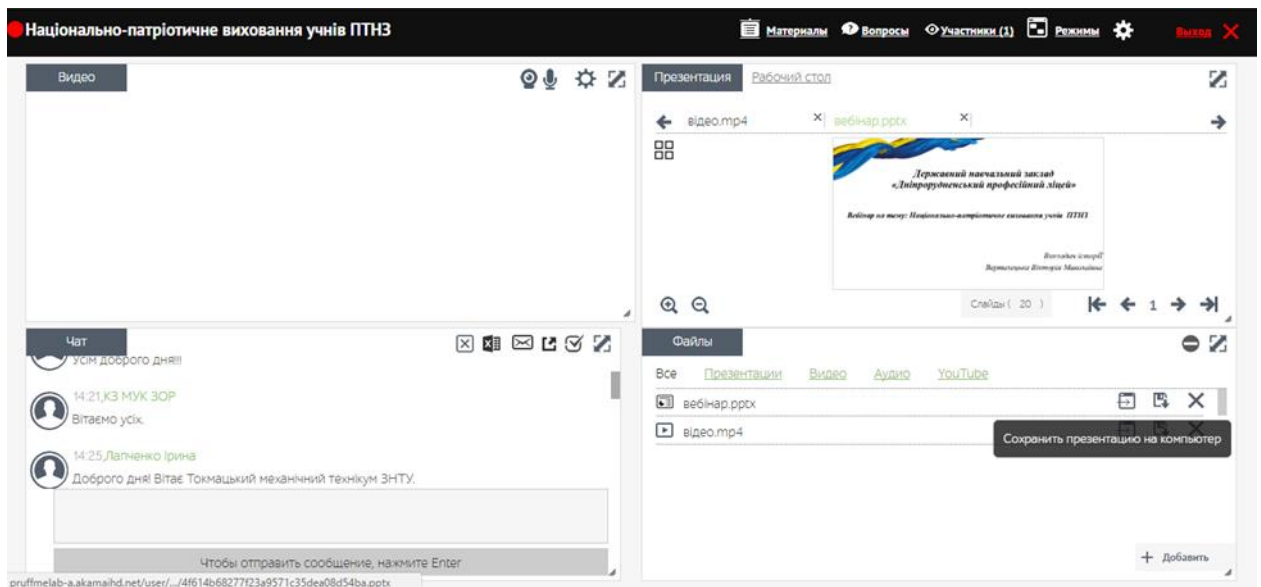 Національно-патріотичне виховання учнів ПТНЗ
Материалы Вопросы Участники (1) Режимы Выход
Видео
Презентация Рабочий стол
відео.mp4 вебінар.pptx
Державний навчальний заклад
«Дніпрорудненський професійний ліцей»
Вебінар на тему: Національно-патріотичне виховання учнів ПТНЗ
Викладач історії
Вікторія Миколаївна
Слайды ( 20 ) 1
Чат
Усім доброго дня!!!
14:21,КЗ МУК ЗОР
Вітаємо усіх.
14:25,Лапченко Ірина
Доброго дня! Вітає Токмацький механічний технікум ЗНТУ.
Чтобы отправить сообщение, нажмите Enter
Файлы
Все Презентации Видео Аудио YouTube
вебінар.pptx
відео.mp4
Сохранить презентацию на компьютер
Добавить
pruffmelab-a.akamaihd.net/user/.../4f614b68277f23a9571c35dea08d54ba.pptx